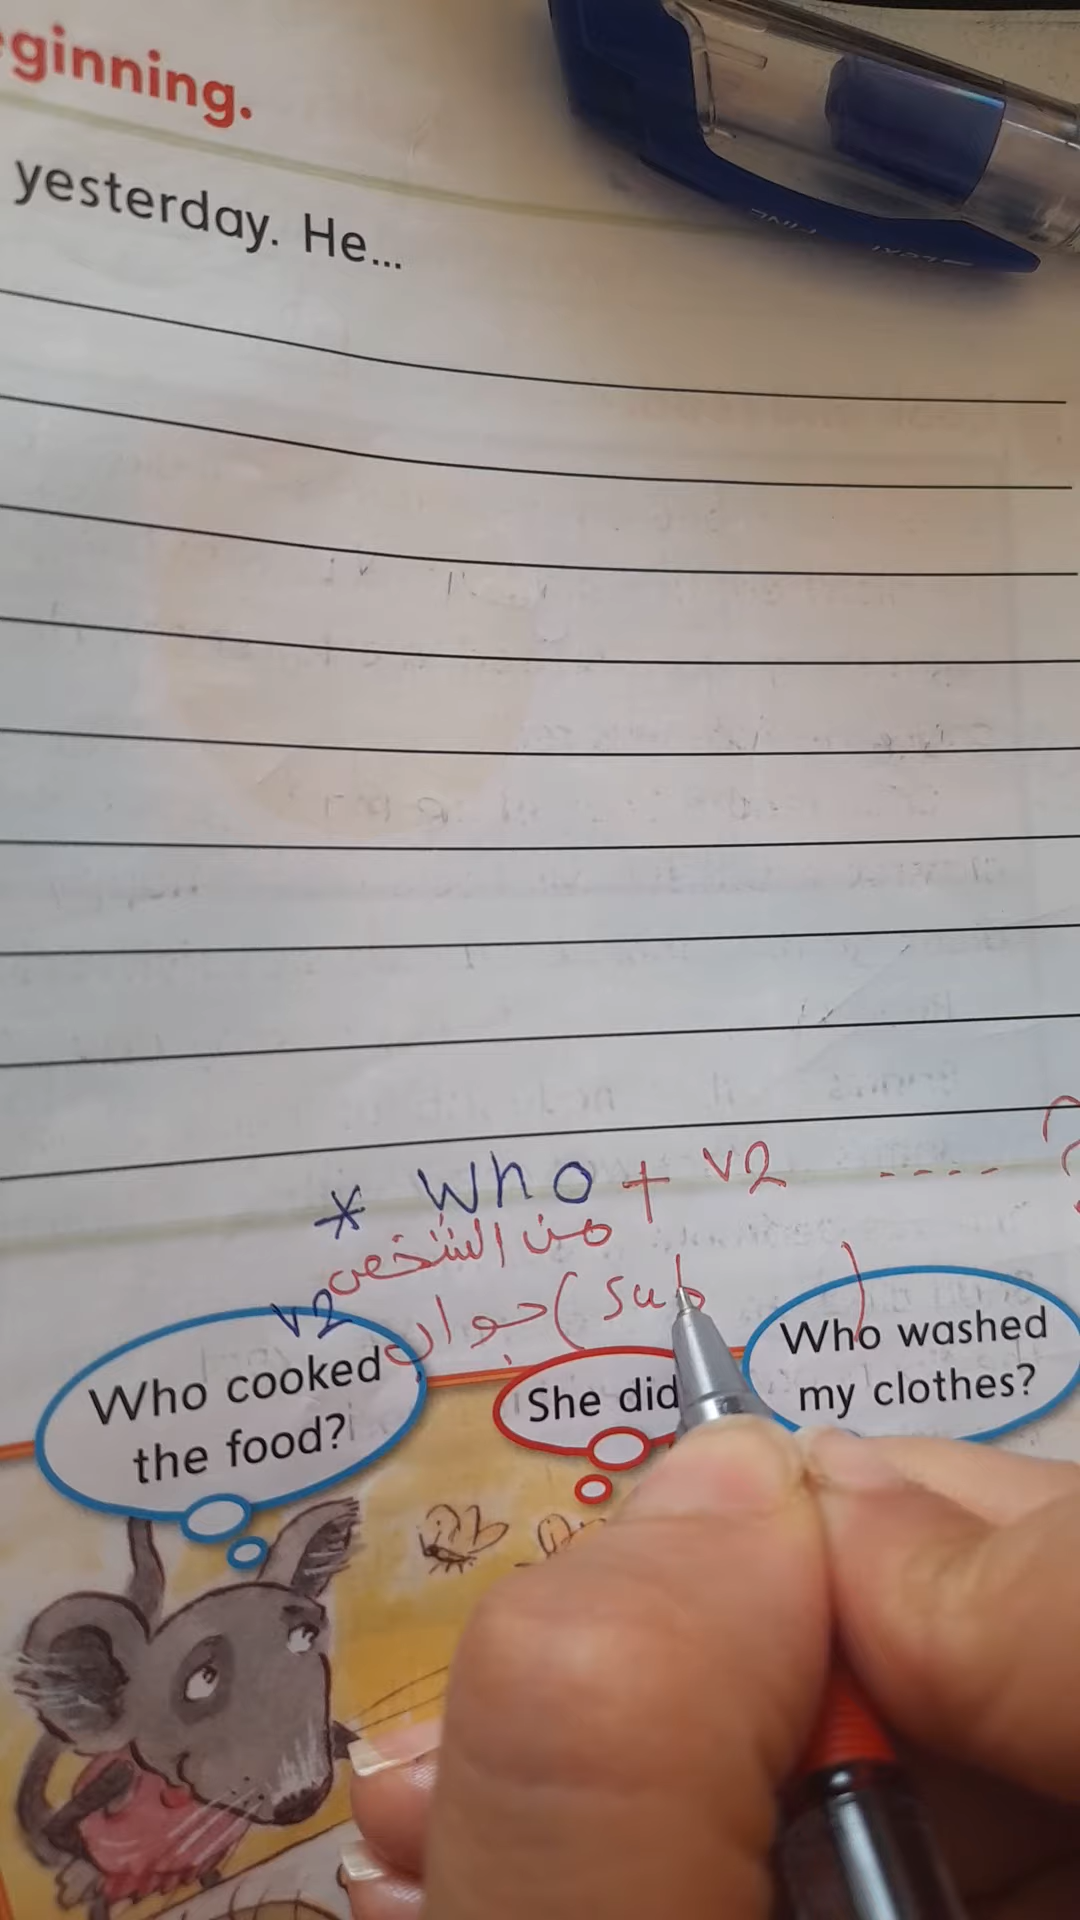 ginning.
yesterday. He...
* Who + v2 ---- ?
من الشخص
جواب (sub )
v2
Who cooked
the food?
She did
Who washed
my clothes?